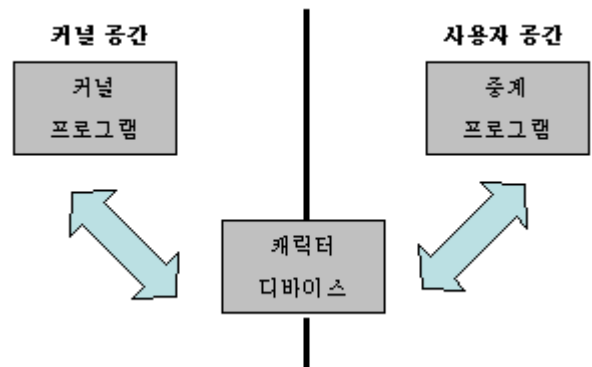 커널 공간
사용자 공간
커널
프로그램
중계
프로그램
캐릭터
디바이스